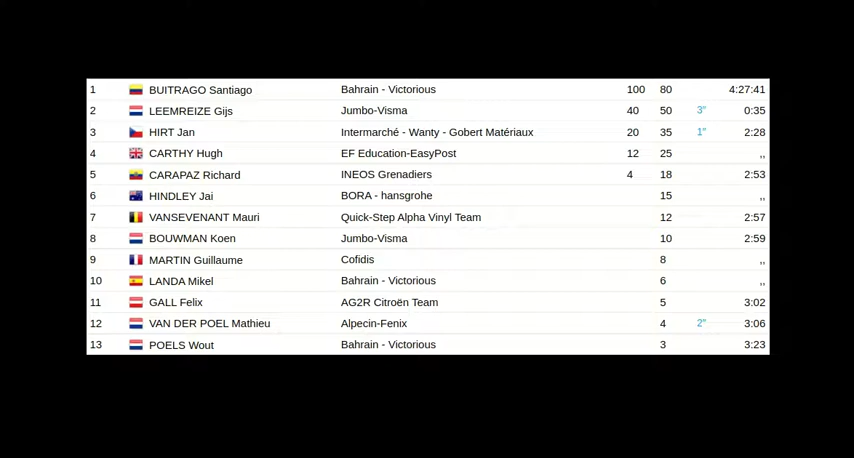 1 BUITRAGO Santiago Bahrain - Victorious 100 80 4:27:41
2 LEEMREIZE Gijs Jumbo-Visma 40 50 3″ 0:35
3 HIRT Jan Intermarché - Wanty - Gobert Matériaux 20 35 1″ 2:28
4 CARTHY Hugh EF Education-EasyPost 12 25 ,,
5 CARAPAZ Richard INEOS Grenadiers 4 18 2:53
6 HINDLEY Jai BORA - hansgrohe 15 ,,
7 VANSEVENANT Mauri Quick-Step Alpha Vinyl Team 12 2:57
8 BOUWMAN Koen Jumbo-Visma 10 2:59
9 MARTIN Guillaume Cofidis 8 ,,
10 LANDA Mikel Bahrain - Victorious 6 ,,
11 GALL Felix AG2R Citroën Team 5 3:02
12 VAN DER POEL Mathieu Alpecin-Fenix 4 2″ 3:06
13 POELS Wout Bahrain - Victorious 3 3:23